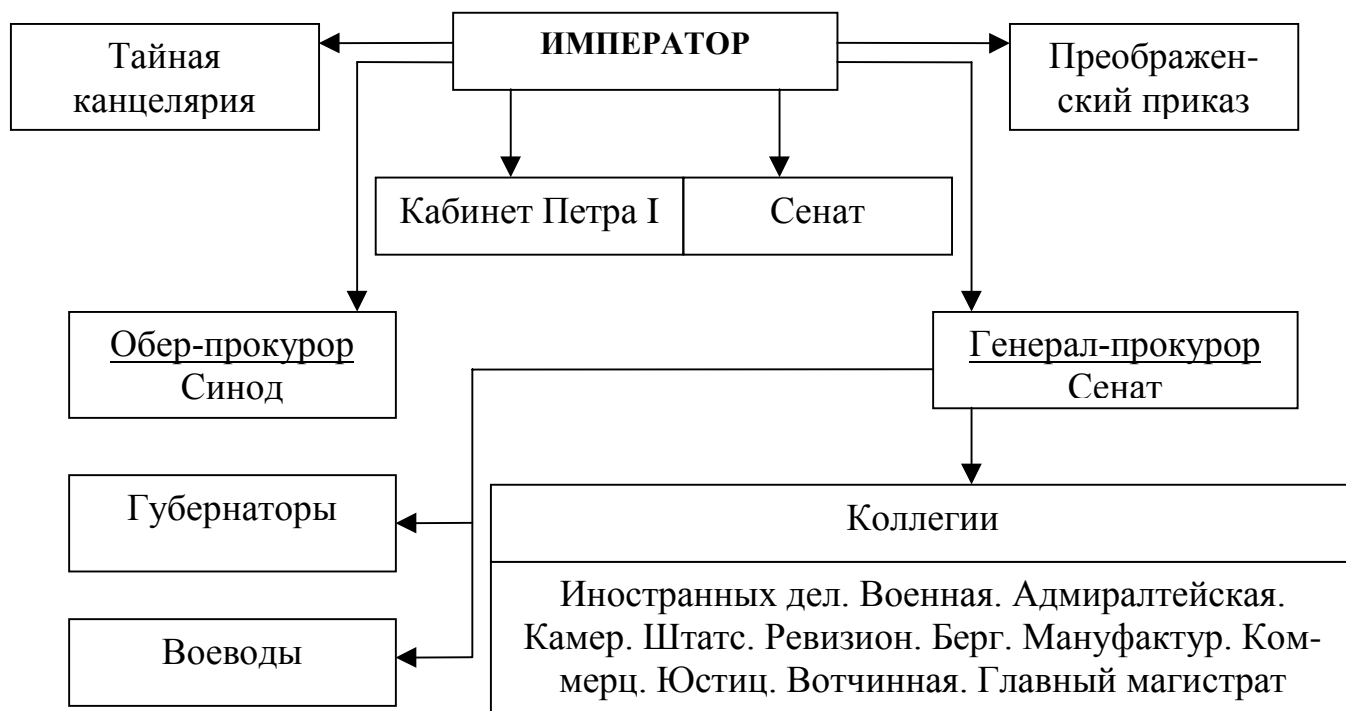 ИМПЕРАТОР
Тайная
канцелярия
Преображен-
ский приказ
Кабинет Петра I
Сенат
Обер-прокурор
Синод
Генерал-прокурор
Сенат
Губернаторы
Воеводы
Коллегии
Иностранных дел. Военная. Адмиралтейская.
Камер. Штатс. Ревизион. Берг. Мануфактур. Ком-
мерц. Юстиц. Вотчинная. Главный магистрат